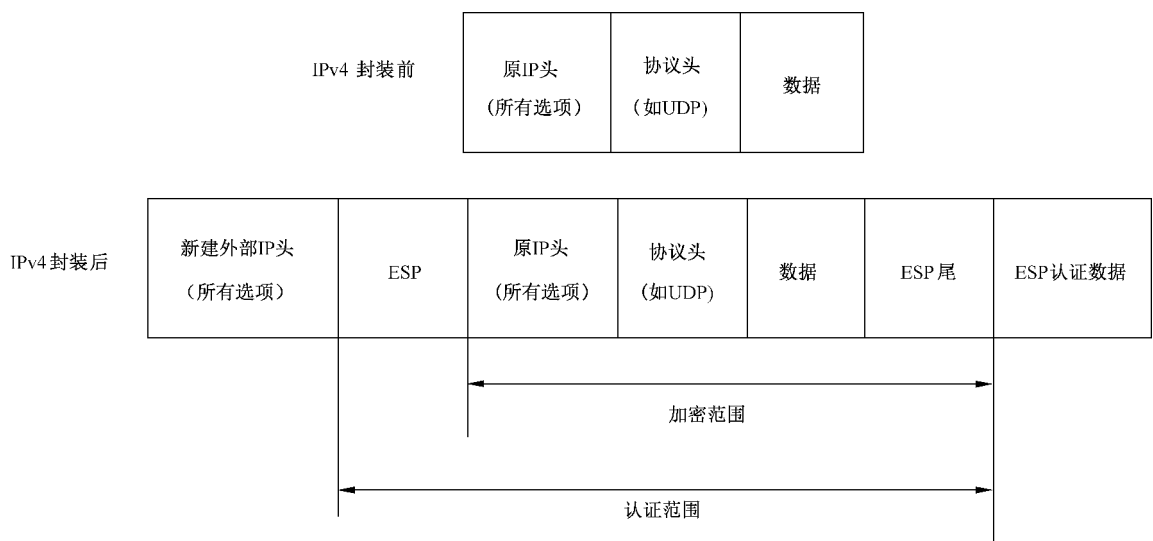 IPv4 封装前
原IP头
(所有选项)
协议头
(如UDP)
数据
IPv4封装后
新建外部IP头
(所有选项)
ESP
原IP头
(所有选项)
协议头
(如UDP)
数据
ESP尾
ESP认证数据
加密范围
认证范围